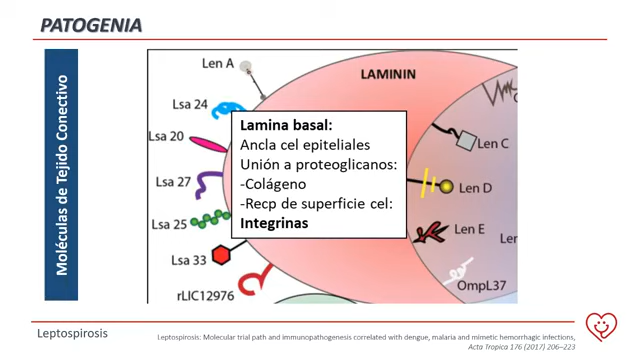 PATOGENIA
Moléculas de Tejido Conectivo
Len A
LAMININ
Lsa 24
Lsa 20
Lsa 27
Lsa 25
Lsa 33
rLIC12976
Lamina basal:
Ancla cel epiteliales
Unión a proteoglicanos:
-Colágeno
-Recp de superficie cel:
Integrinas
Len C
Len D
Len E
Len
OmpL37
Leptospirosis
Leptospirosis: Molecular trial path and immunopathogenesis correlated with dengue, malaria and mimetic hemorrhagic infections,
Acta Tropica 176 (2017) 206–223